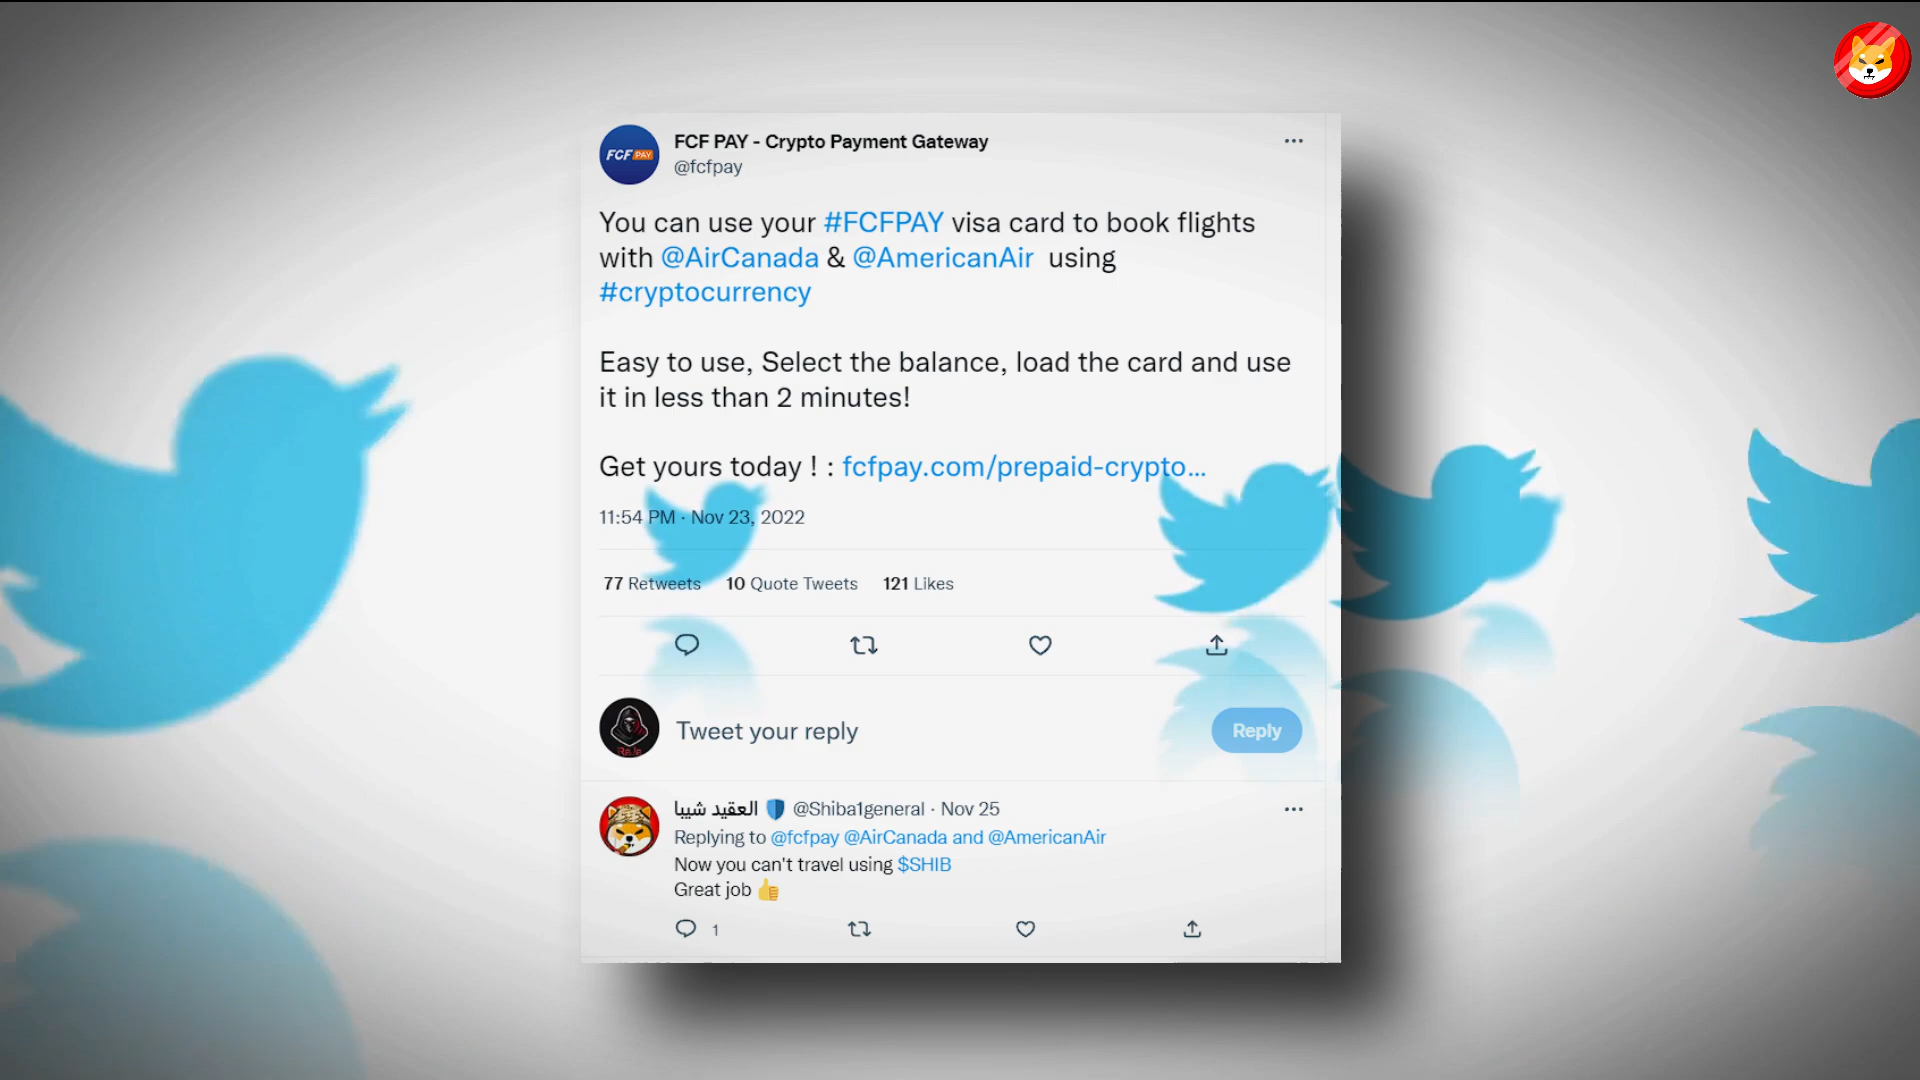 FCF PAY
FCF PAY - Crypto Payment Gateway
@fcfpay
You can use your #FCFPAY visa card to book flights
with @AirCanada & @AmericanAir using
#cryptocurrency
Easy to use, Select the balance, load the card and use
it in less than 2 minutes!
Get yours today ! : fcfpay.com/prepaid-crypto...
11:54 PM · Nov 23, 2022
77 Retweets 10 Quote Tweets 121 Likes
Tweet your reply
Reply
العقيد شيبا @Shiba1general · Nov 25
Replying to @fcfpay @AirCanada and @AmericanAir
Now you can't travel using $SHIB
Great job 👍
1